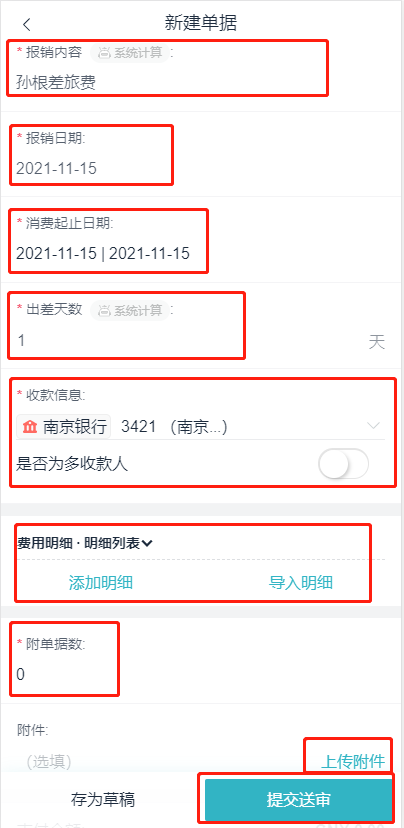 新建单据
* 报销内容 系统计算 :
孙根差旅费
* 报销日期:
2021-11-15
* 消费起止日期:
2021-11-15 | 2021-11-15
* 出差天数 系统计算 :
1 天
* 收款信息:
南京银行 3421 （南京...）
是否为多收款人
费用明细 · 明细列表
添加明细 导入明细
* 附单据数:
0
附件:
（选填） 上传附件
存为草稿 提交送审